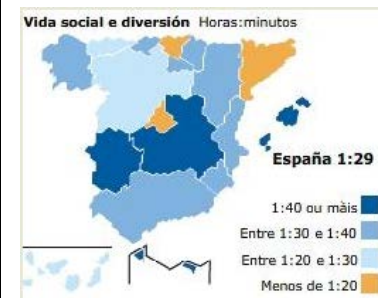 Vida social e diversión Horas:minutos
España 1:29
1:40 ou màis
Entre 1:30 e 1:40
Entre 1:20 e 1:30
Menos de 1:20